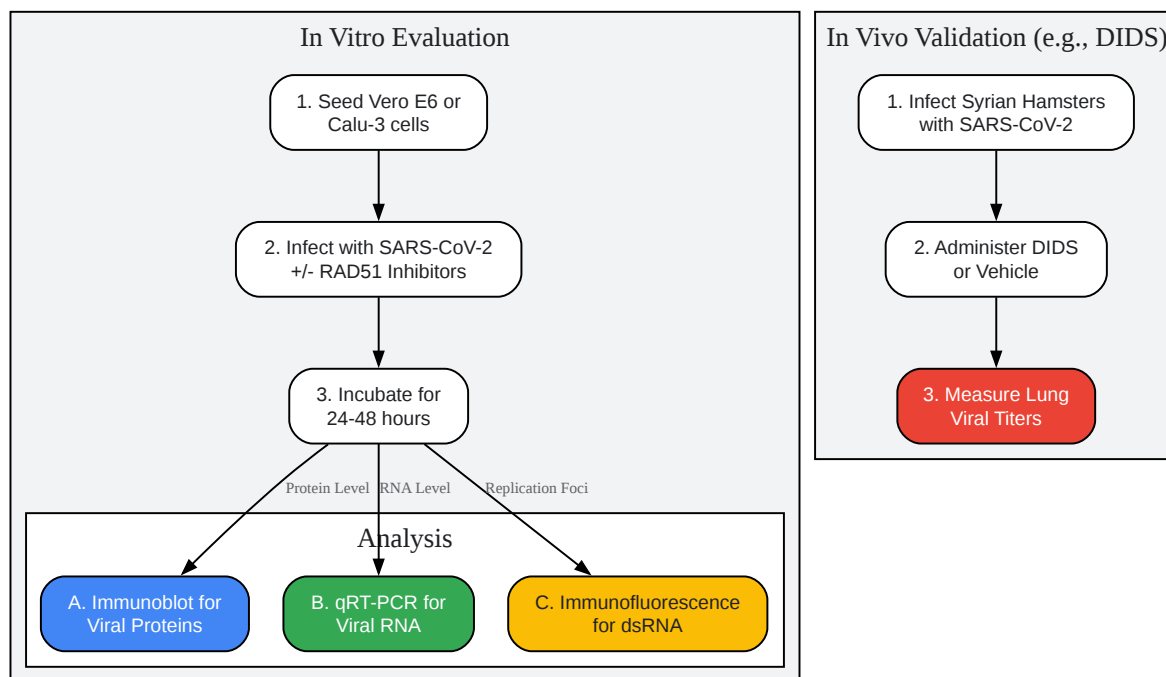 In Vitro Evaluation
1. Seed Vero E6 or
Calu-3 cells
2. Infect with SARS-CoV-2
+/- RAD51 Inhibitors
3. Incubate for
24-48 hours
Protein Level
RNA Level
Replication Foci
Analysis
A. Immunoblot for
Viral Proteins
B. qRT-PCR for
Viral RNA
C. Immunofluorescence
for dsRNA
In Vivo Validation (e.g., DIDS)
1. Infect Syrian Hamsters
with SARS-CoV-2
2. Administer DIDS
or Vehicle
3. Measure Lung
Viral Titers